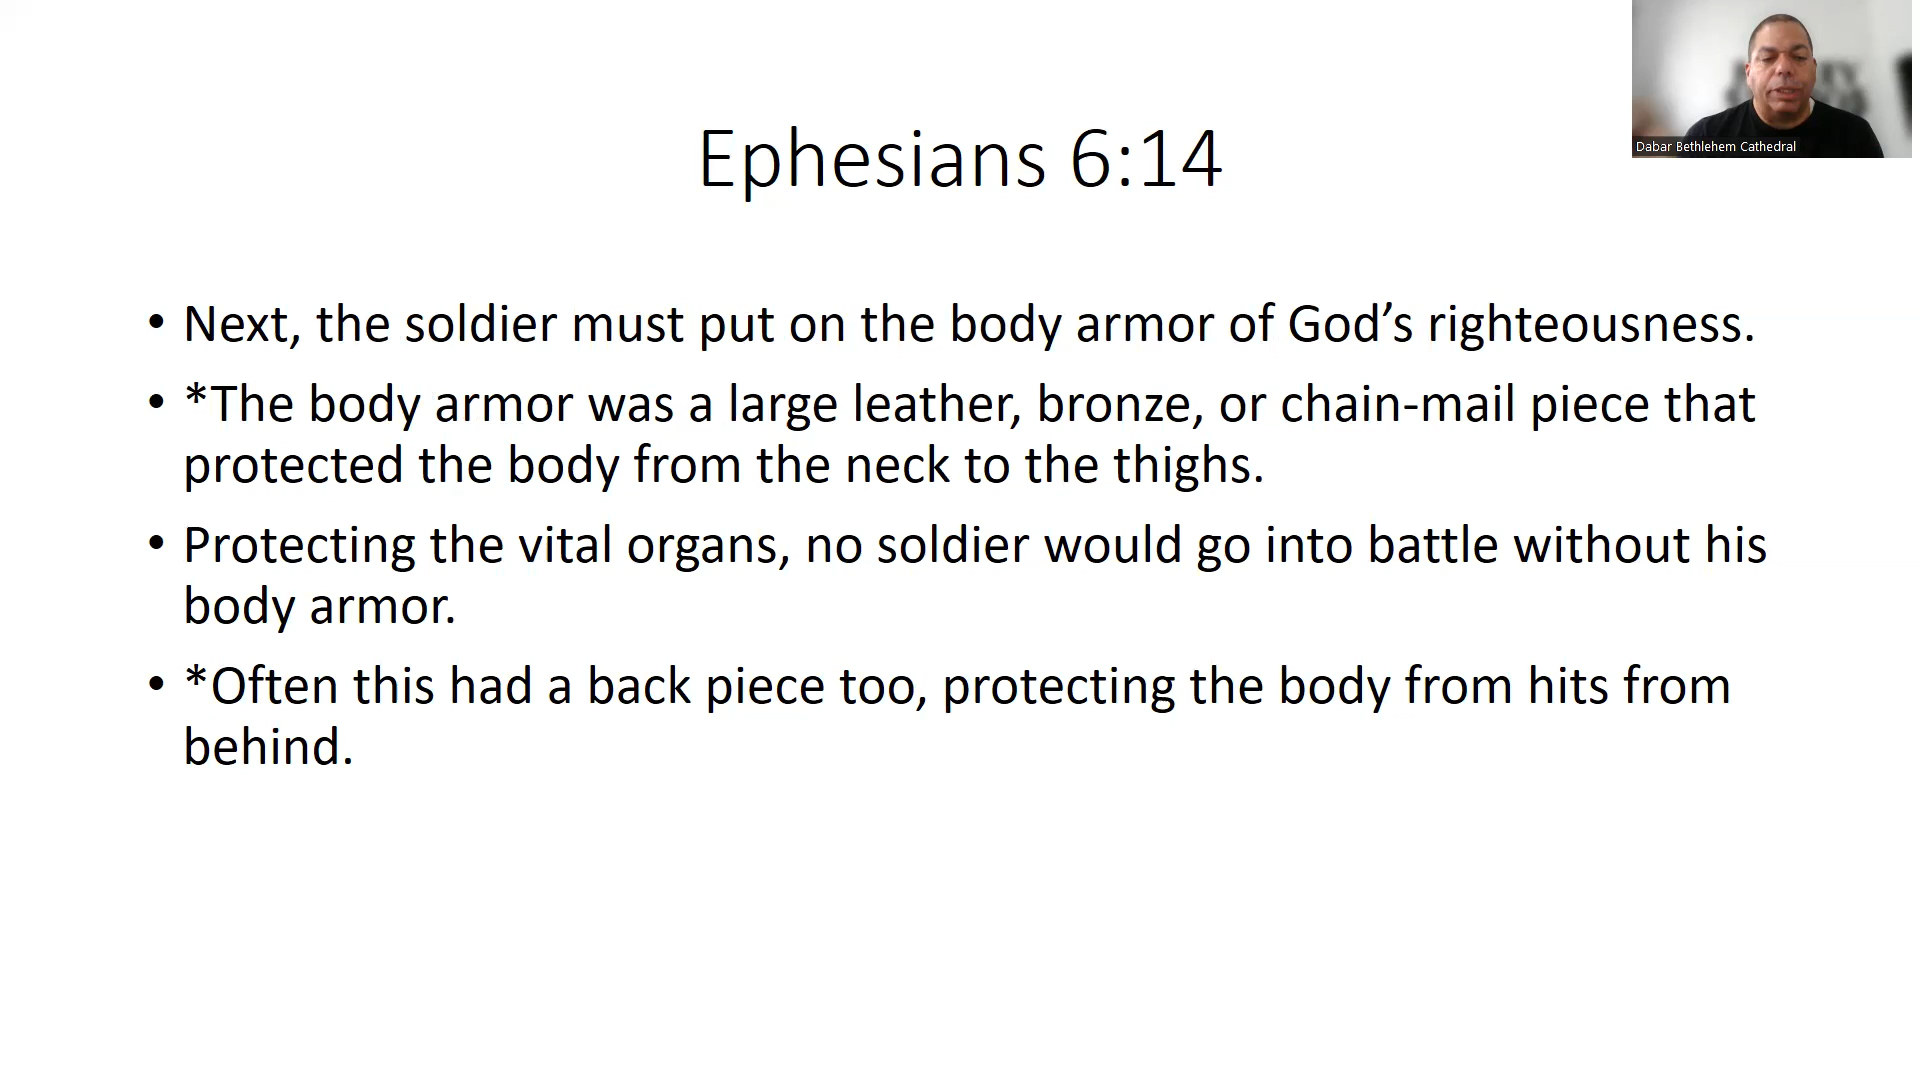 Ephesians 6:14
Dabar Bethlehem Cathedral
• Next, the soldier must put on the body armor of God’s righteousness.
• *The body armor was a large leather, bronze, or chain-mail piece that
protected the body from the neck to the thighs.
• Protecting the vital organs, no soldier would go into battle without his
body armor.
• *Often this had a back piece too, protecting the body from hits from
behind.